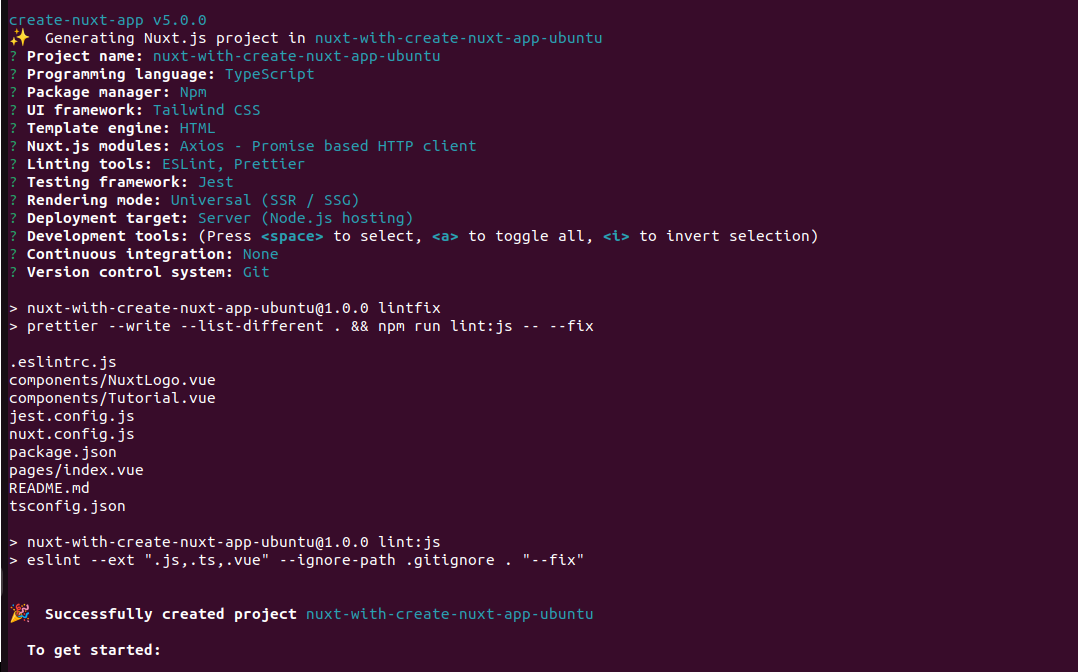 create-nuxt-app v5.0.0
✨ Generating Nuxt.js project in nuxt-with-create-nuxt-app-ubuntu
? Project name: nuxt-with-create-nuxt-app-ubuntu
? Programming language: TypeScript
? Package manager: Npm
? UI framework: Tailwind CSS
? Template engine: HTML
? Nuxt.js modules: Axios - Promise based HTTP client
? Linting tools: ESLint, Prettier
? Testing framework: Jest
? Rendering mode: Universal (SSR / SSG)
? Deployment target: Server (Node.js hosting)
? Development tools: (Press <space> to select, <a> to toggle all, <i> to invert selection)
? Continuous integration: None
? Version control system: Git
> nuxt-with-create-nuxt-app-ubuntu@1.0.0 lintfix
> prettier --write --list-different . && npm run lint:js -- --fix
.eslintrc.js
components/NuxtLogo.vue
components/Tutorial.vue
jest.config.js
nuxt.config.js
package.json
pages/index.vue
README.md
tsconfig.json
> nuxt-with-create-nuxt-app-ubuntu@1.0.0 lint:js
> eslint --ext ".js,.ts,.vue" --ignore-path .gitignore . "--fix"
🎉 Successfully created project nuxt-with-create-nuxt-app-ubuntu
To get started: